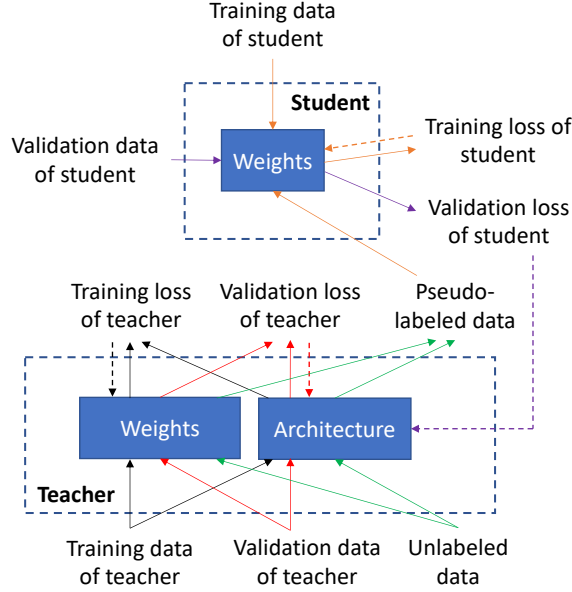 Training data
of student
Student
Validation data
of student
Weights
Training loss of
student
Validation loss
of student
Training loss
of teacher
Validation loss
of teacher
Pseudo-
labeled data
Weights
Architecture
Teacher
Training data
of teacher
Validation data
of teacher
Unlabeled
data